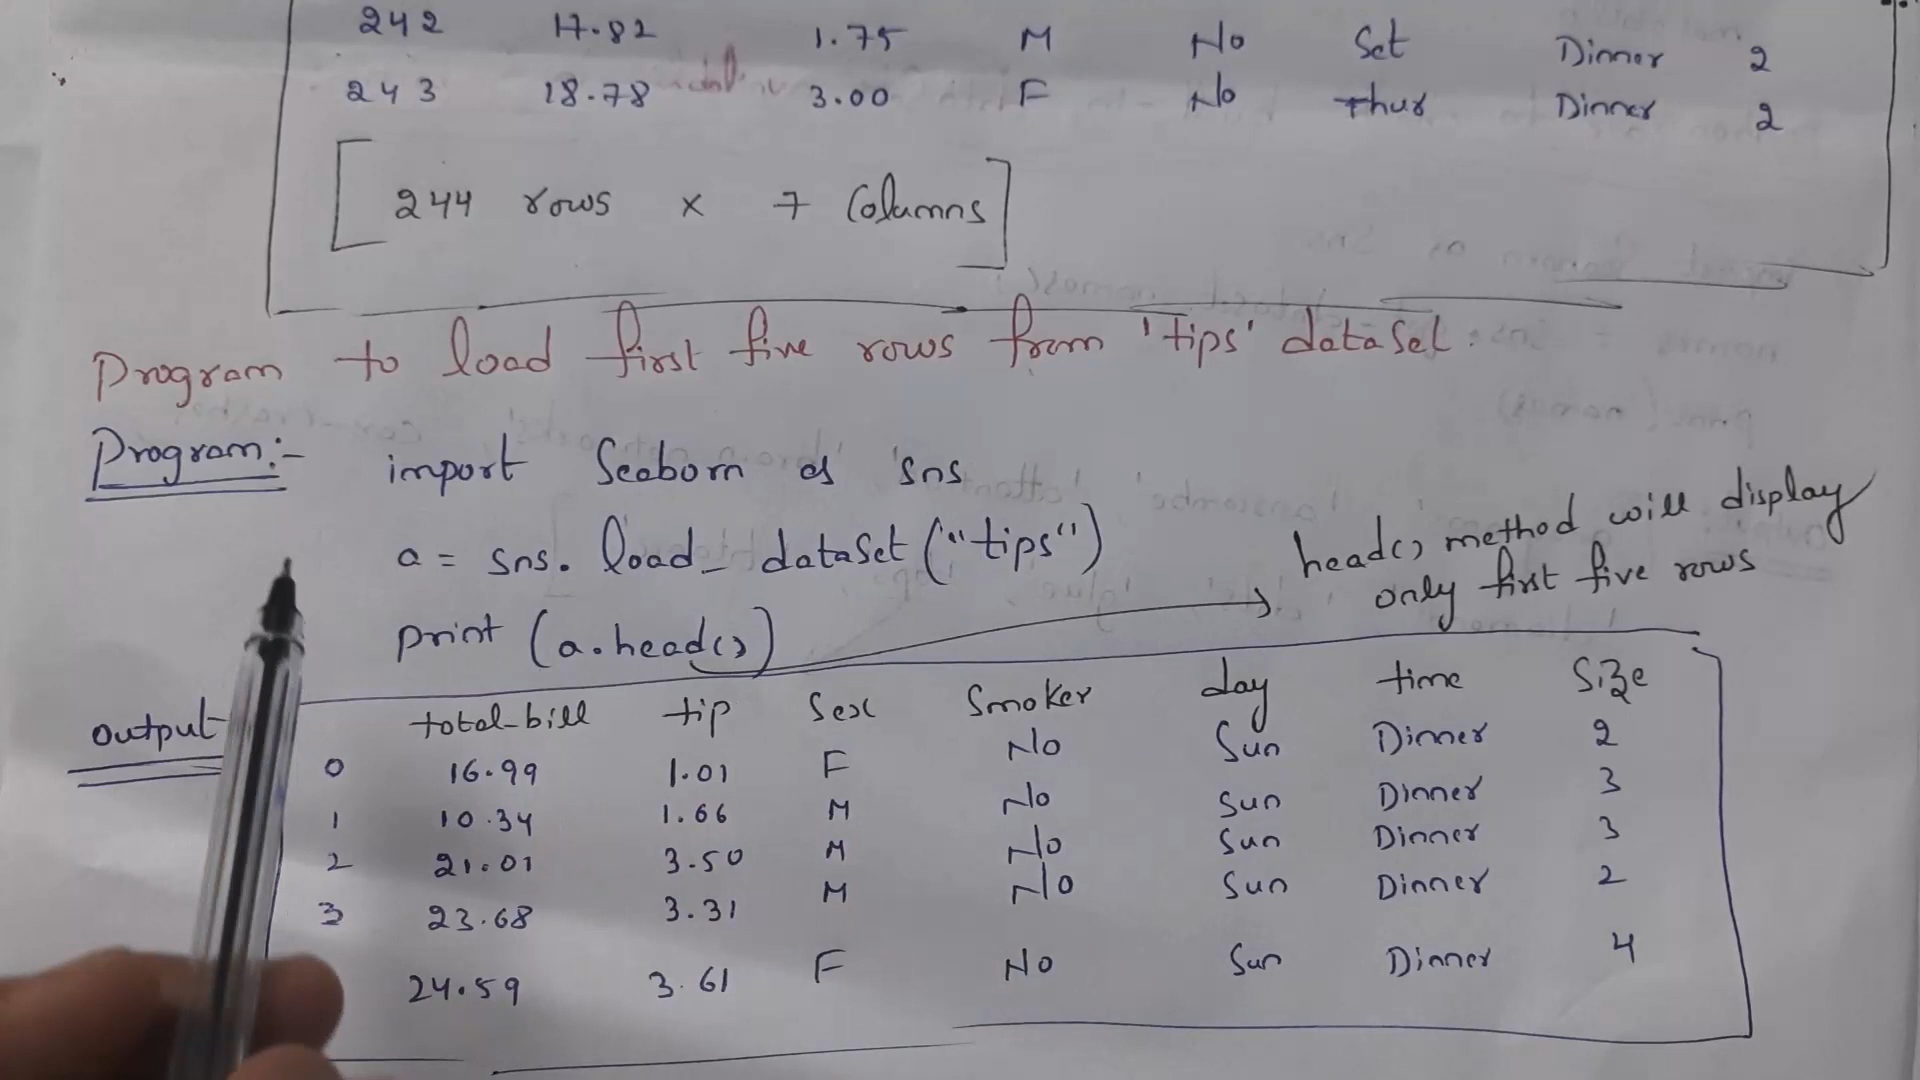 242 17.82 1.75 M No Sat Dinner 2
243 18.78 3.00 F No Thur Dinner 2
[244 rows x 7 Columns]
Program to load first five rows from 'tips' dataset.
Program:- import Seaborn as sns
a = sns. load_dataset("tips")
head() method will display
only first five rows
print (a.head())
output
total-bill tip Sex Smoker day time Size
0 16.99 1.01 F No Sun Dinner 2
1 10.34 1.66 M No Sun Dinner 3
2 21.01 3.50 M No Sun Dinner 3
3 23.68 3.31 M No Sun Dinner 2
24.59 3.61 F No Sun Dinner 4